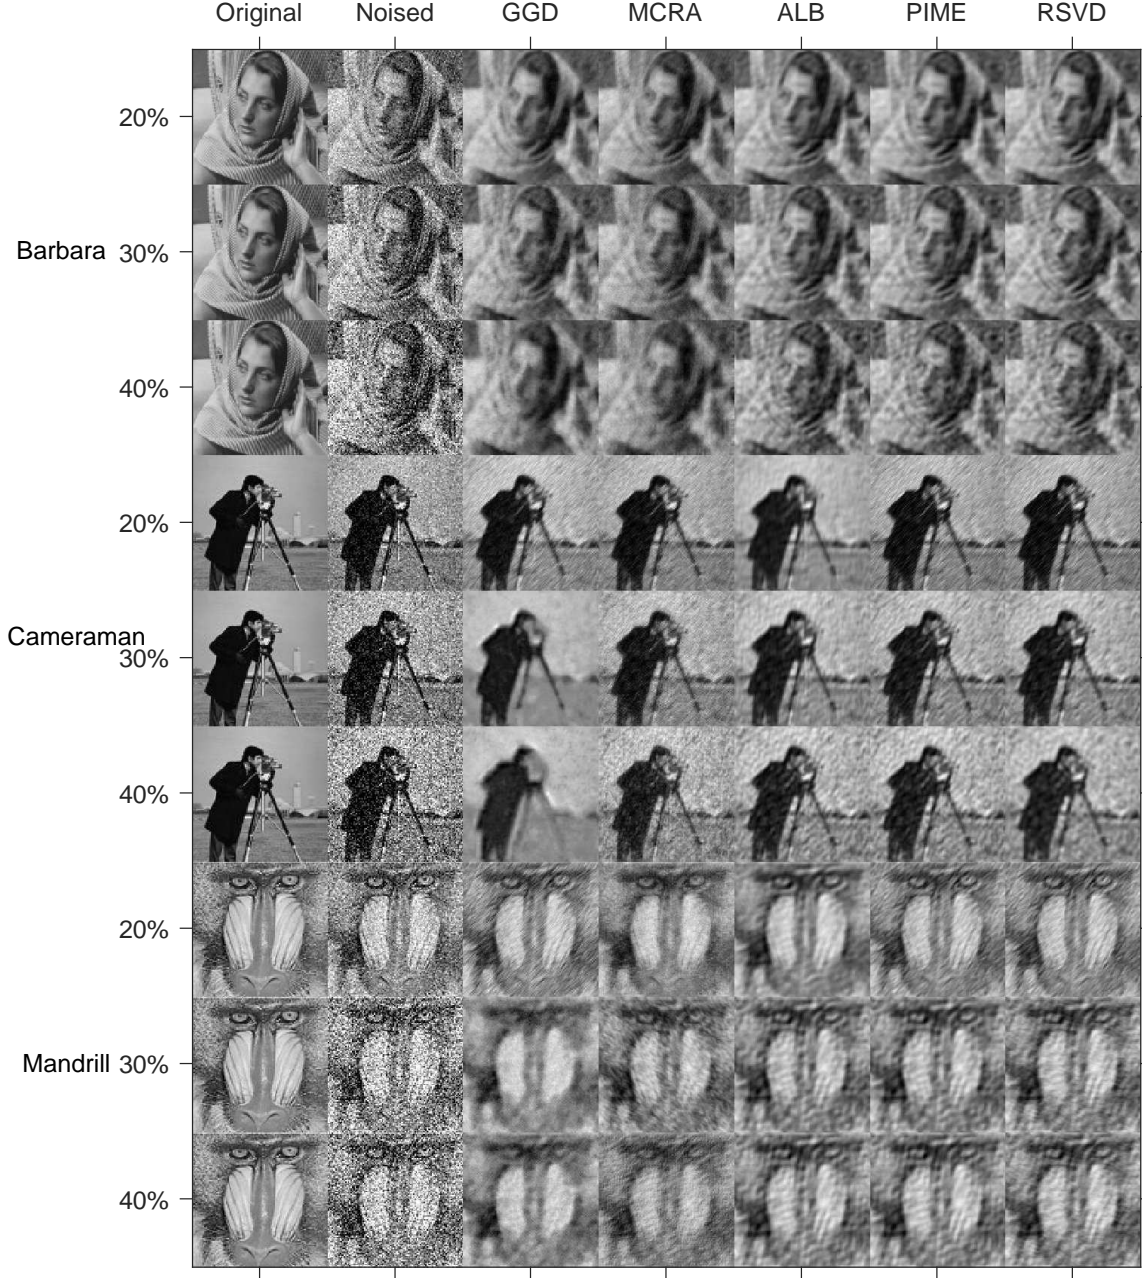 Original Noised GGD MCRA ALB PIME RSVD
20%
Barbara 30%
40%
20%
Cameraman
30%
40%
20%
Mandrill 30%
40%